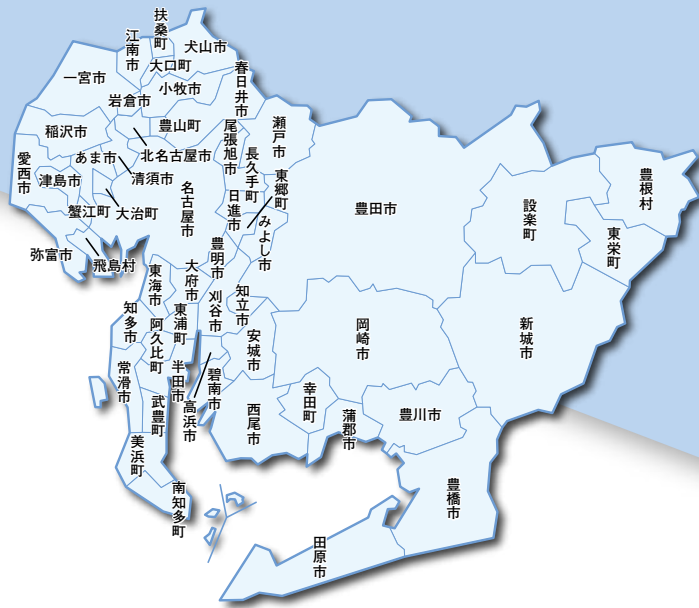 扶桑町
江南市
犬山市
大口町
一宮市
春日井市
小牧市
岩倉市
豊山町
瀬戸市
稲沢市
尾張旭市
北名古屋市
あま市
愛西市
長久手町
清須市
津島市
東郷町
名古屋市
日進市
豊田市
設楽町
豊根村
蟹江町
大治町
みよし市
東栄町
豊明市
弥富市
飛島村
東海市
大府市
刈谷市
知立市
知多市
東浦町
阿久比町
安城市
岡崎市
新城市
常滑市
半田市
碧南市
武豊町
高浜市
西尾市
幸田町
蒲郡市
豊川市
美浜町
南知多町
豊橋市
田原市